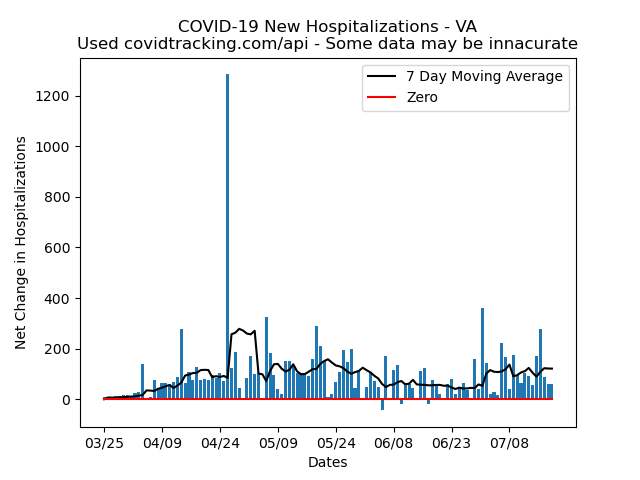 COVID-19 New Hospitalizations - VA
Used covidtracking.com/api - Some data may be innacurate
7 Day Moving Average
Zero
Net Change in Hospitalizations
1200
1000
800
600
400
200
0
03/25 04/09 04/24 05/09 05/24 06/08 06/23 07/08
Dates